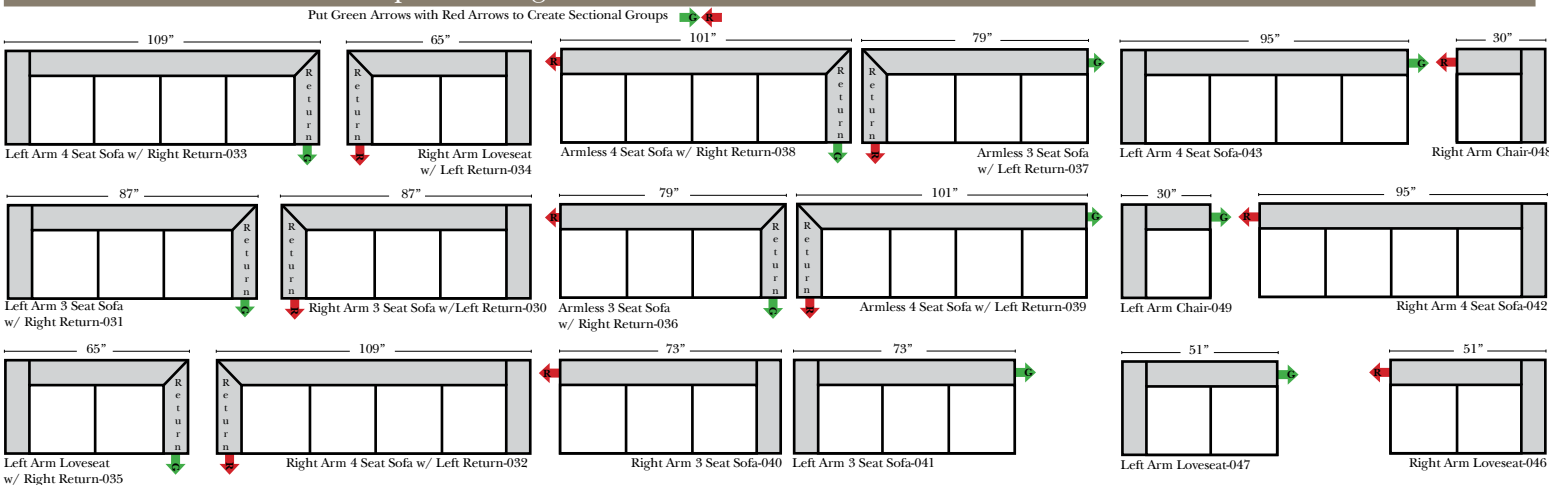 Put Green Arrows with Red Arrows to Create Sectional Groups G R
109” 65” 101” 79” 95” 30”
R G G R
Return Return Return Return
G R G R
Left Arm 4 Seat Sofa w/ Right Return-033
Right Arm Loveseat
w/ Left Return-034
Armless 4 Seat Sofa w/ Right Return-038
Armless 3 Seat Sofa
w/ Left Return-037
Left Arm 4 Seat Sofa-043
Right Arm Chair-048
87” 87” 79” 101” 30” 95”
R G G R
Return Return Return Return
G R G R
Left Arm 3 Seat Sofa
w/ Right Return-031
Right Arm 3 Seat Sofa w/Left Return-030
Armless 3 Seat Sofa
w/ Right Return-036
Armless 4 Seat Sofa w/ Left Return-039
Left Arm Chair-049
Right Arm 4 Seat Sofa-042
65” 109” 73” 73” 51” 51”
R G G R
Return Return
G R
Left Arm Loveseat
w/ Right Return-035
Right Arm 4 Seat Sofa w/ Left Return-032
Right Arm 3 Seat Sofa-040
Left Arm 3 Seat Sofa-041
Left Arm Loveseat-047
Right Arm Loveseat-046